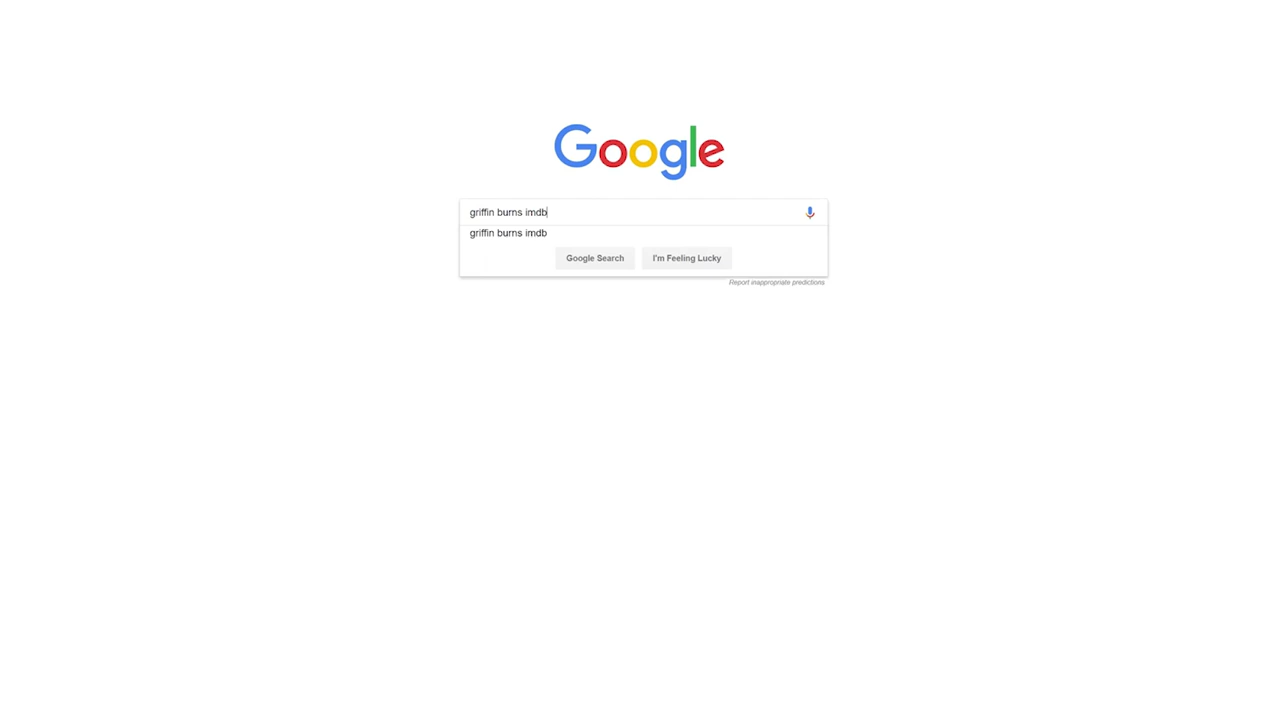 Google
griffin burns imdb
griffin burns imdb
Google Search
I'm Feeling Lucky
Report inappropriate predictions